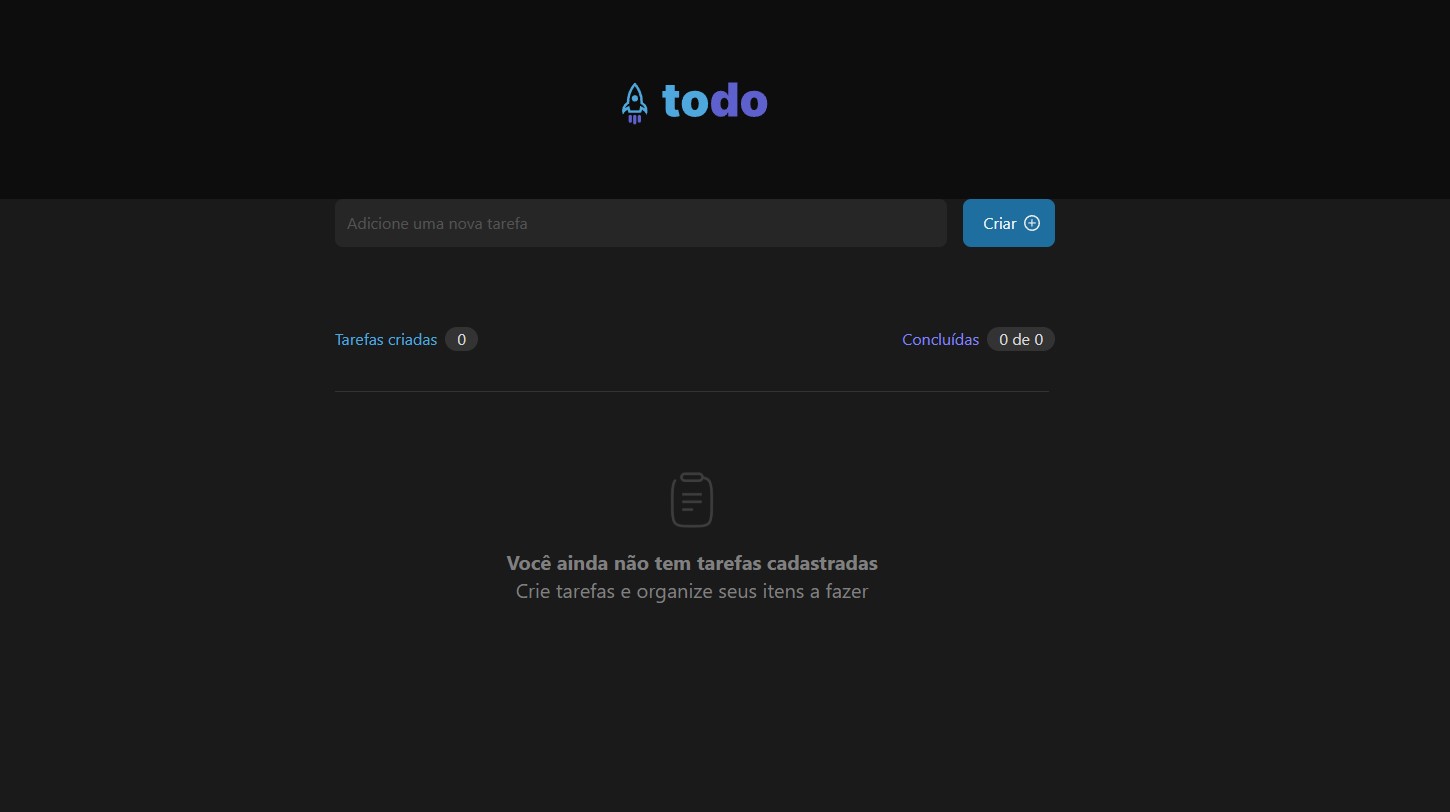 todo
Adicione uma nova tarefa
Criar
Tarefas criadas 0
Concluídas 0 de 0
Você ainda não tem tarefas cadastradas
Crie tarefas e organize seus itens a fazer